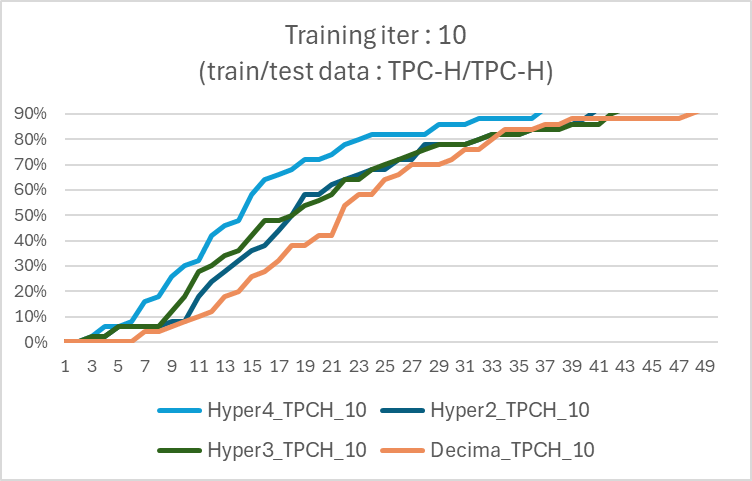 Training iter : 10
(train/test data : TPC-H/TPC-H)
90%
80%
70%
60%
50%
40%
30%
20%
10%
0%
1 3 5 7 9 11 13 15 17 19 21 23 25 27 29 31 33 35 37 39 41 43 45 47 49
Hyper4_TPCH_10 Hyper2_TPCH_10
Hyper3_TPCH_10 Decima_TPCH_10